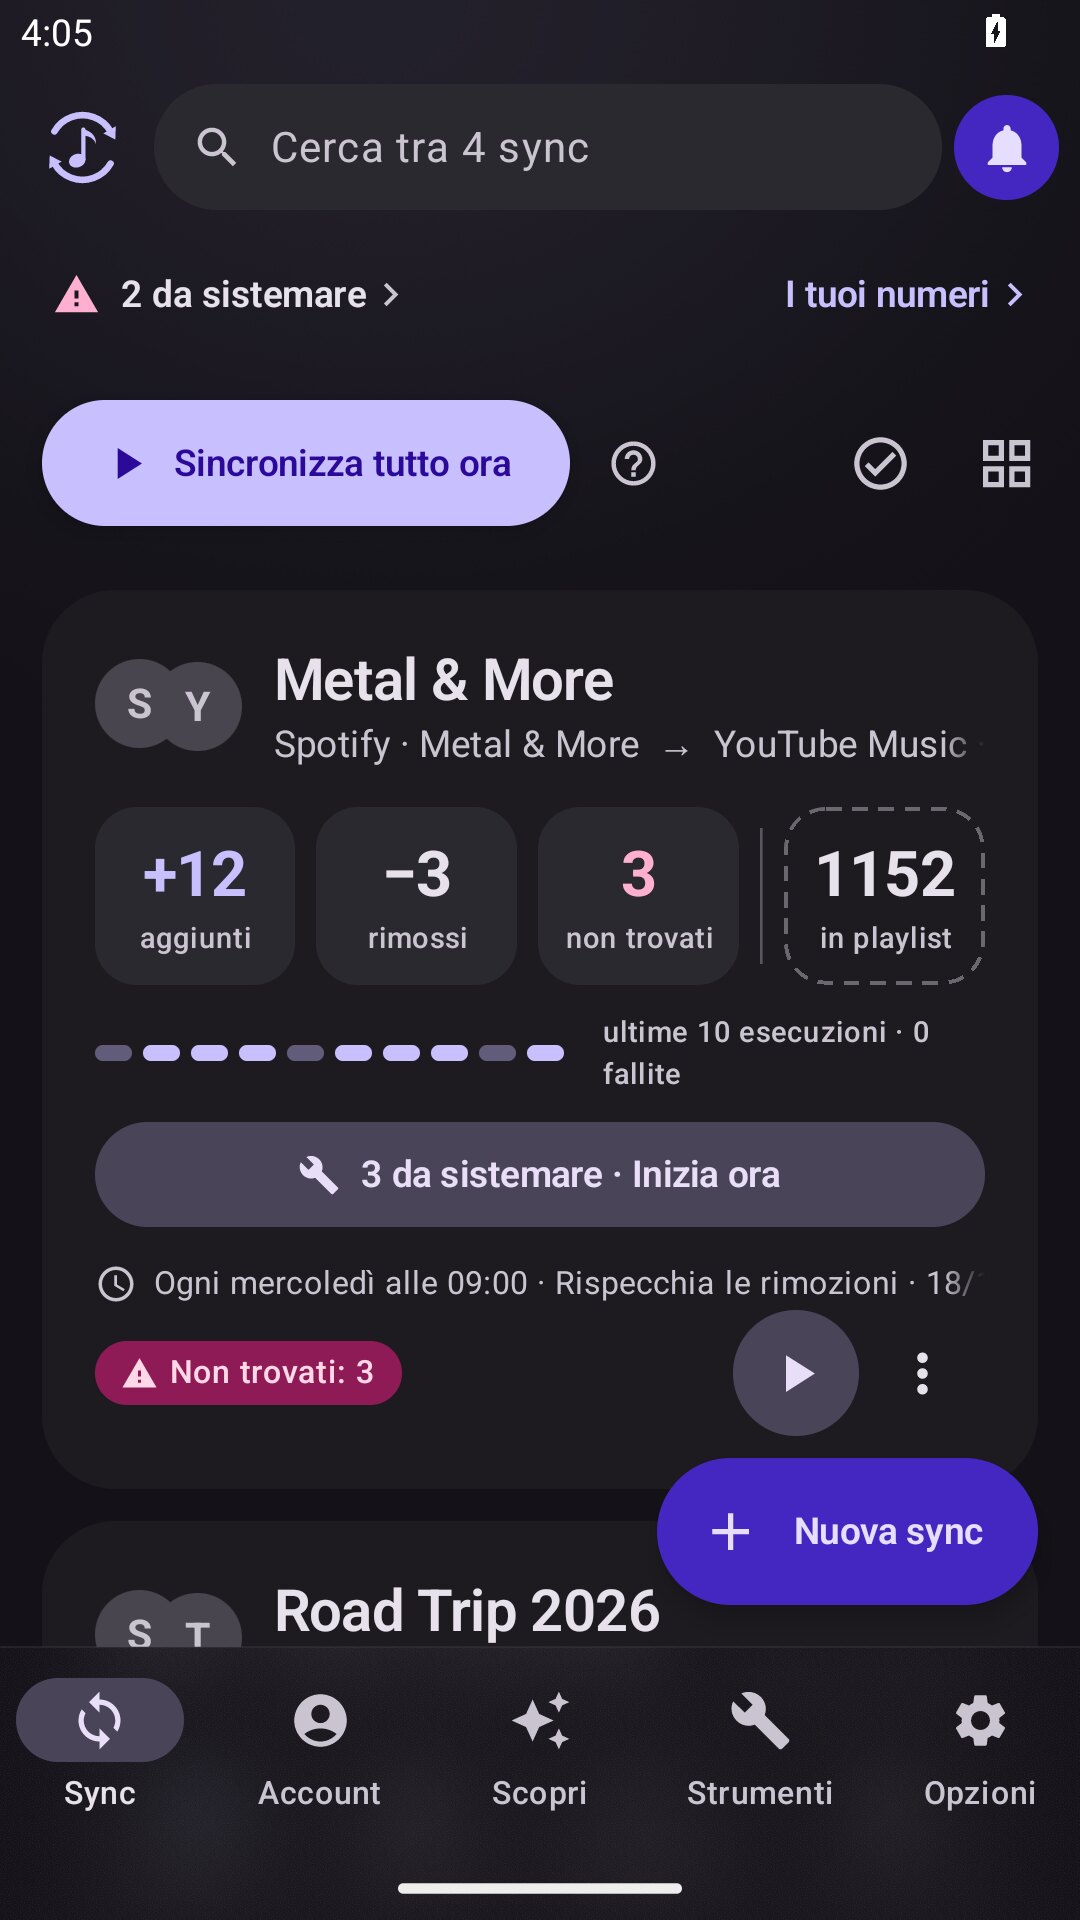 4:05
Cerca tra 4 sync
2 da sistemare
I tuoi numeri
Sincronizza tutto ora
S Y
Metal & More
Spotify · Metal & More → YouTube Music ·
+12
aggiunti
−3
rimossi
3
non trovati
1152
in playlist
ultime 10 esecuzioni · 0
fallite
3 da sistemare · Inizia ora
Ogni mercoledì alle 09:00 · Rispecchia le rimozioni · 18/
Non trovati: 3
Nuova sync
S T
Road Trip 2026
Sync
Account
Scopri
Strumenti
Opzioni